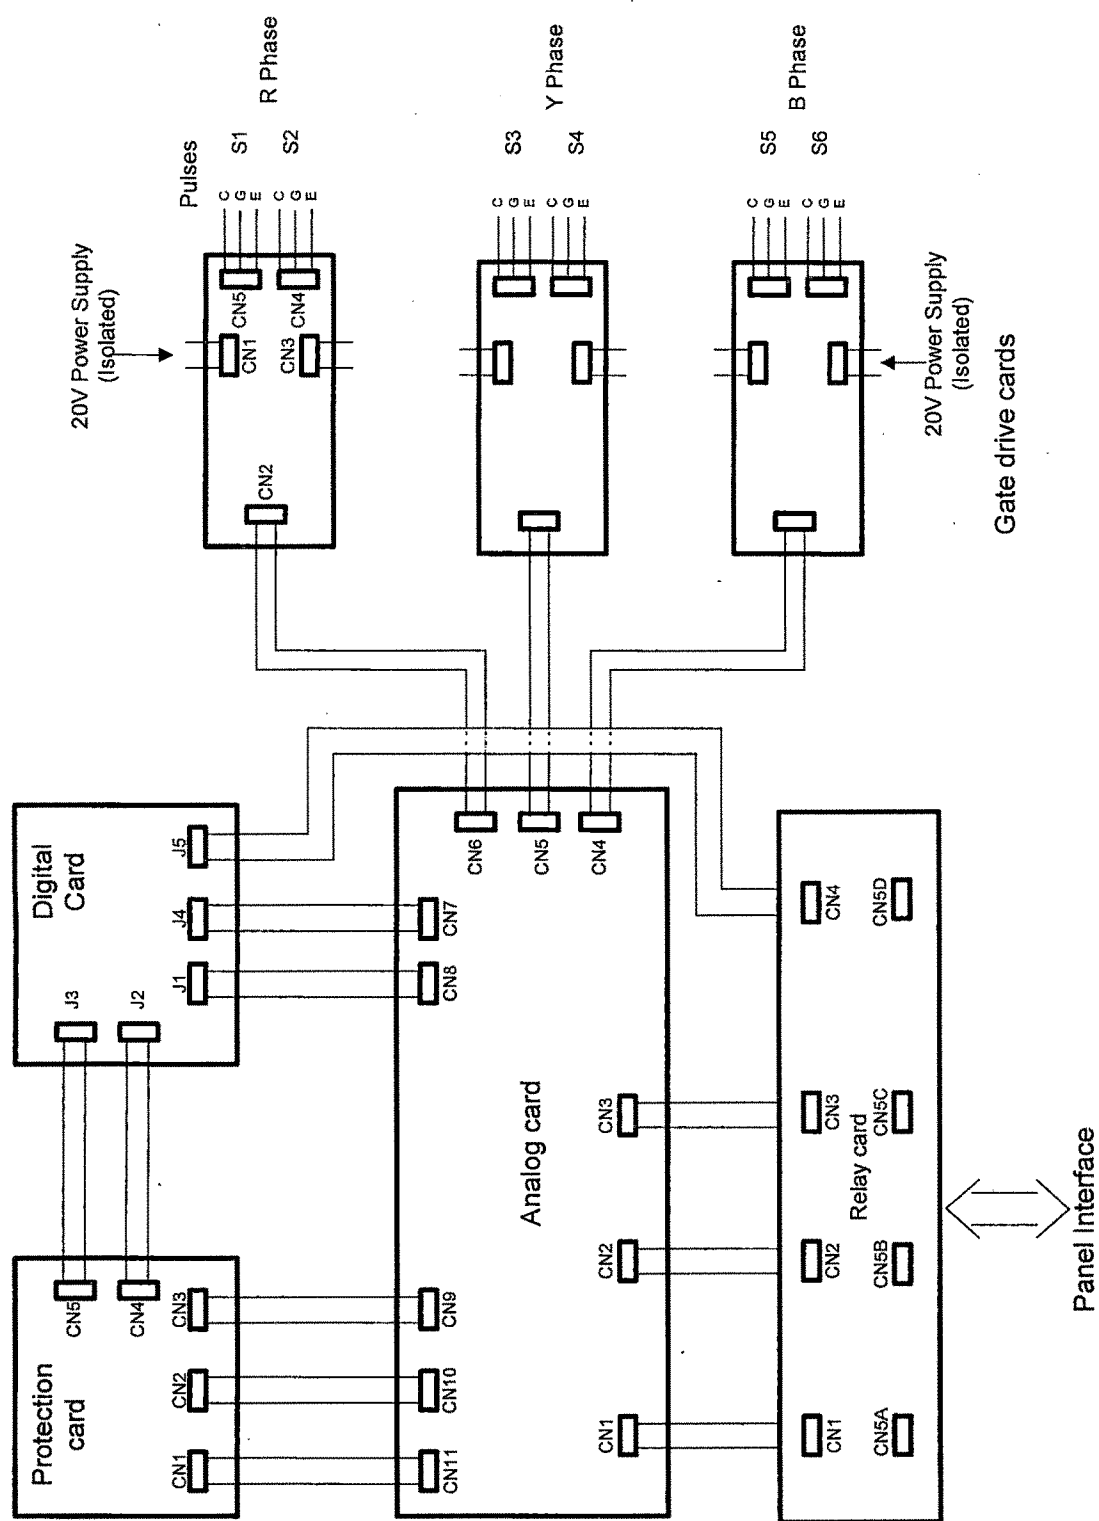 Protection
card
CN5
CN4
CN1
CN2
CN3
Digital
Card
J3
J2
J1
J4
J5
Analog card
CN11
CN10
CN9
CN8
CN7
CN6
CN5
CN4
CN1
CN2
CN3
Relay card
CN1
CN2
CN3
CN4
CN5A
CN5B
CN5C
CN5D
Panel Interface
20V Power Supply
(Isolated)
Pulses
R Phase
CN2
CN1
CN3
CN5
CN4
C
G
E
S1
C
G
E
S2
Y Phase
C
G
E
S3
C
G
E
S4
B Phase
C
G
E
S5
C
G
E
S6
20V Power Supply
(Isolated)
Gate drive cards